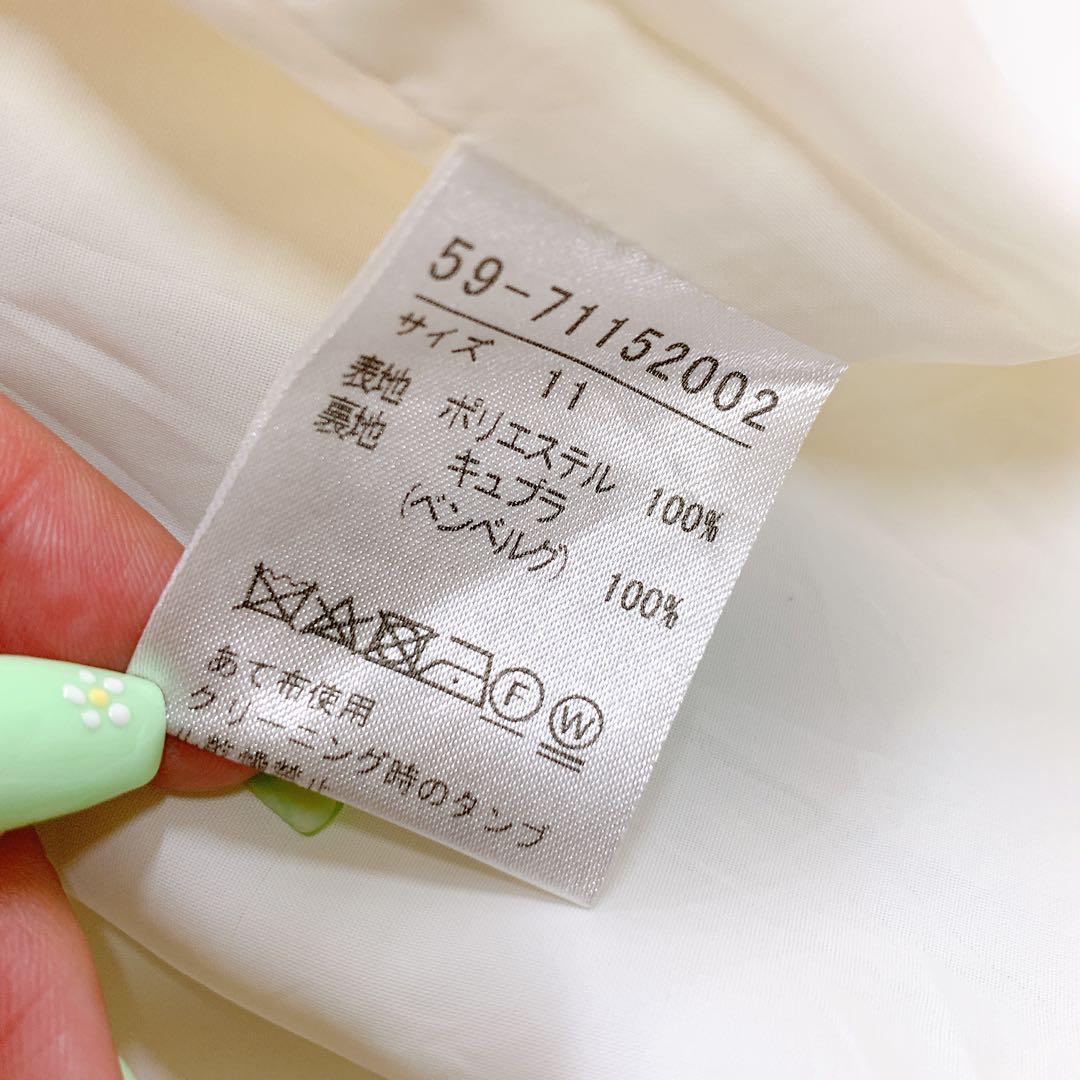 59-71152002
サイズ 11
表地 ポリエステル 100%
裏地 キュプラ
(ベンベルグ) 100%
F W
あて布使用
クリーニング時のタンブ